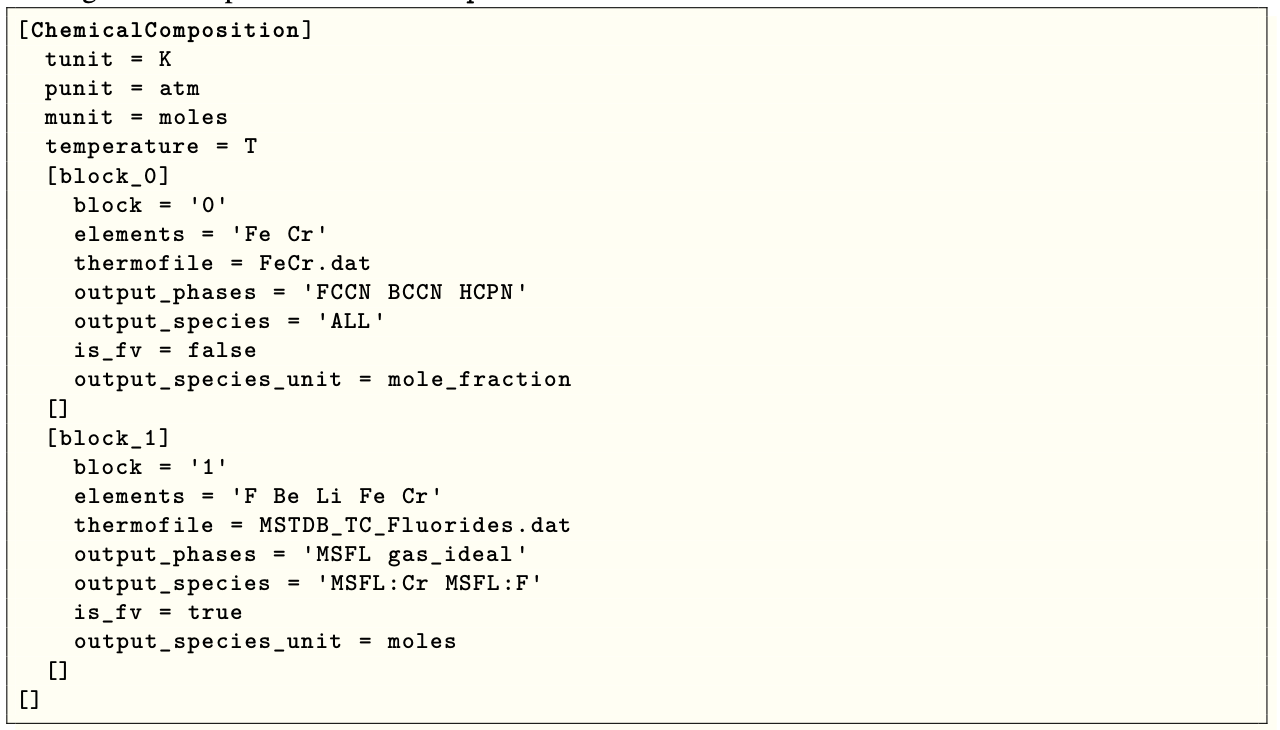 [ChemicalComposition]
  tunit = K
  punit = atm
  munit = moles
  temperature = T
  [block_0]
    block = '0'
    elements = 'Fe Cr'
    thermofile = FeCr.dat
    output_phases = 'FCCN BCCN HCPN'
    output_species = 'ALL'
    is_fv = false
    output_species_unit = mole_fraction
  []
  [block_1]
    block = '1'
    elements = 'F Be Li Fe Cr'
    thermofile = MSTDB_TC_Fluorides.dat
    output_phases = 'MSFL gas_ideal'
    output_species = 'MSFL:Cr MSFL:F'
    is_fv = true
    output_species_unit = moles
  []
[]